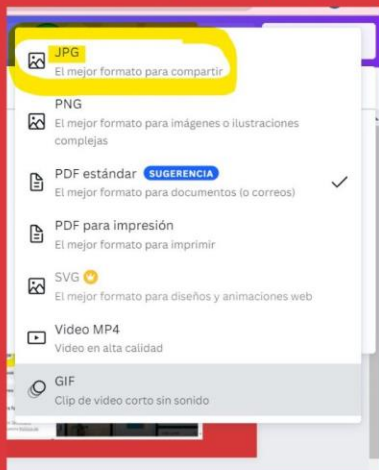 JPG
El mejor formato para compartir
PNG
El mejor formato para imágenes o ilustraciones
complejas
PDF estándar SUGERENCIA
El mejor formato para documentos (o correos)
PDF para impresión
El mejor formato para imprimir
SVG
El mejor formato para diseños y animaciones web
Video MP4
Video en alta calidad
GIF
Clip de video corto sin sonido